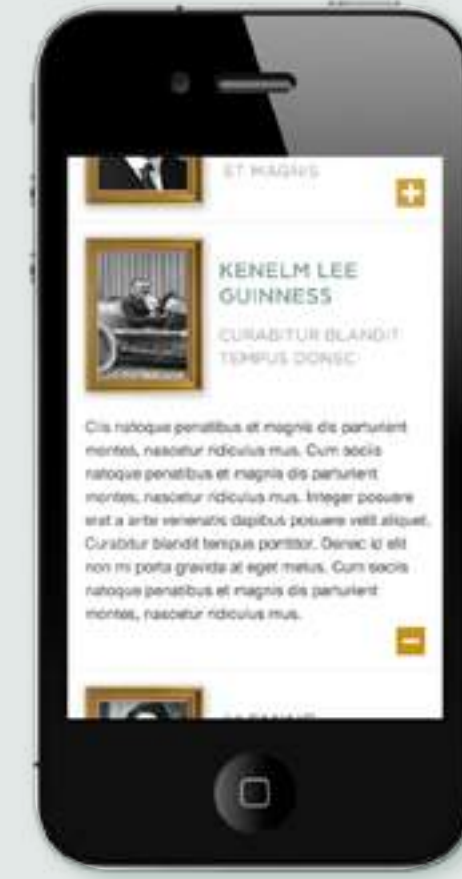 ET MAGNIS
KENELM LEE
GUINNESS
CURABITUR BLANDIT
TEMPUS DONEC
Cis natoque penatibus et magnis dis parturient
montes, nascetur ridiculus mus. Cum sociis
natoque penatibus et magnis dis parturient
montes, nascetur ridiculus mus. Integer posuere
erat a ante venenatis dapibus posuere velit aliquet.
Curabitur blandit tempus porttitor. Donec id elit
non mi porta gravida at eget metus. Cum sociis
natoque penatibus et magnis dis parturient
montes, nascetur ridiculus mus.